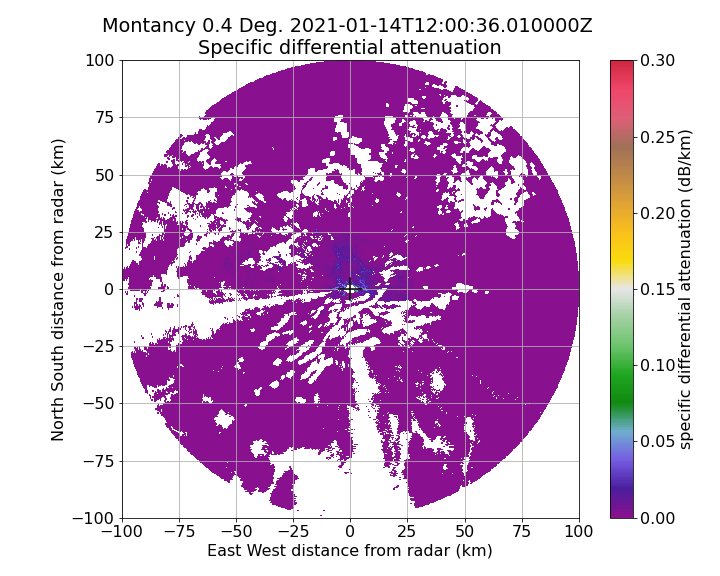 Montancy 0.4 Deg. 2021-01-14T12:00:36.010000Z
Specific differential attenuation
100
75
50
25
0
−25
−50
−75
−100
North South distance from radar (km)
−100 −75 −50 −25 0 25 50 75 100
East West distance from radar (km)
0.30
0.25
0.20
0.15
0.10
0.05
0.00
specific differential attenuation (dB/km)